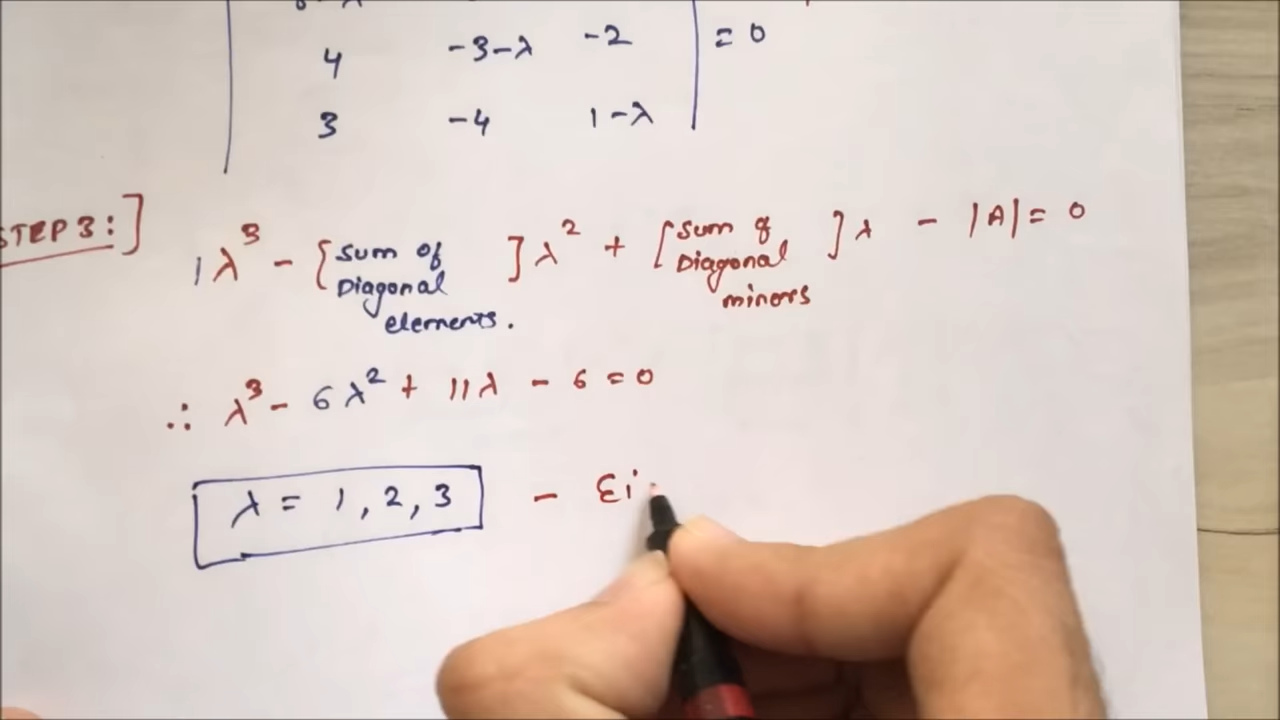 4 -3-λ -2 = 0
3 -4 1-λ
STEP 3:]
1λ³ - [sum of Diagonal elements.]λ² + [sum of Diagonal minors]λ - |A| = 0
∴ λ³ - 6λ² + 11λ - 6 = 0
λ = 1, 2, 3 - Ei